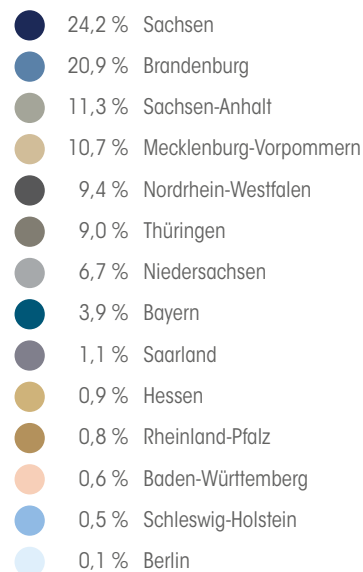 24,2 % Sachsen
20,9 % Brandenburg
11,3 % Sachsen-Anhalt
10,7 % Mecklenburg-Vorpommern
9,4 % Nordrhein-Westfalen
9,0 % Thüringen
6,7 % Niedersachsen
3,9 % Bayern
1,1 % Saarland
0,9 % Hessen
0,8 % Rheinland-Pfalz
0,6 % Baden-Württemberg
0,5 % Schleswig-Holstein
0,1 % Berlin